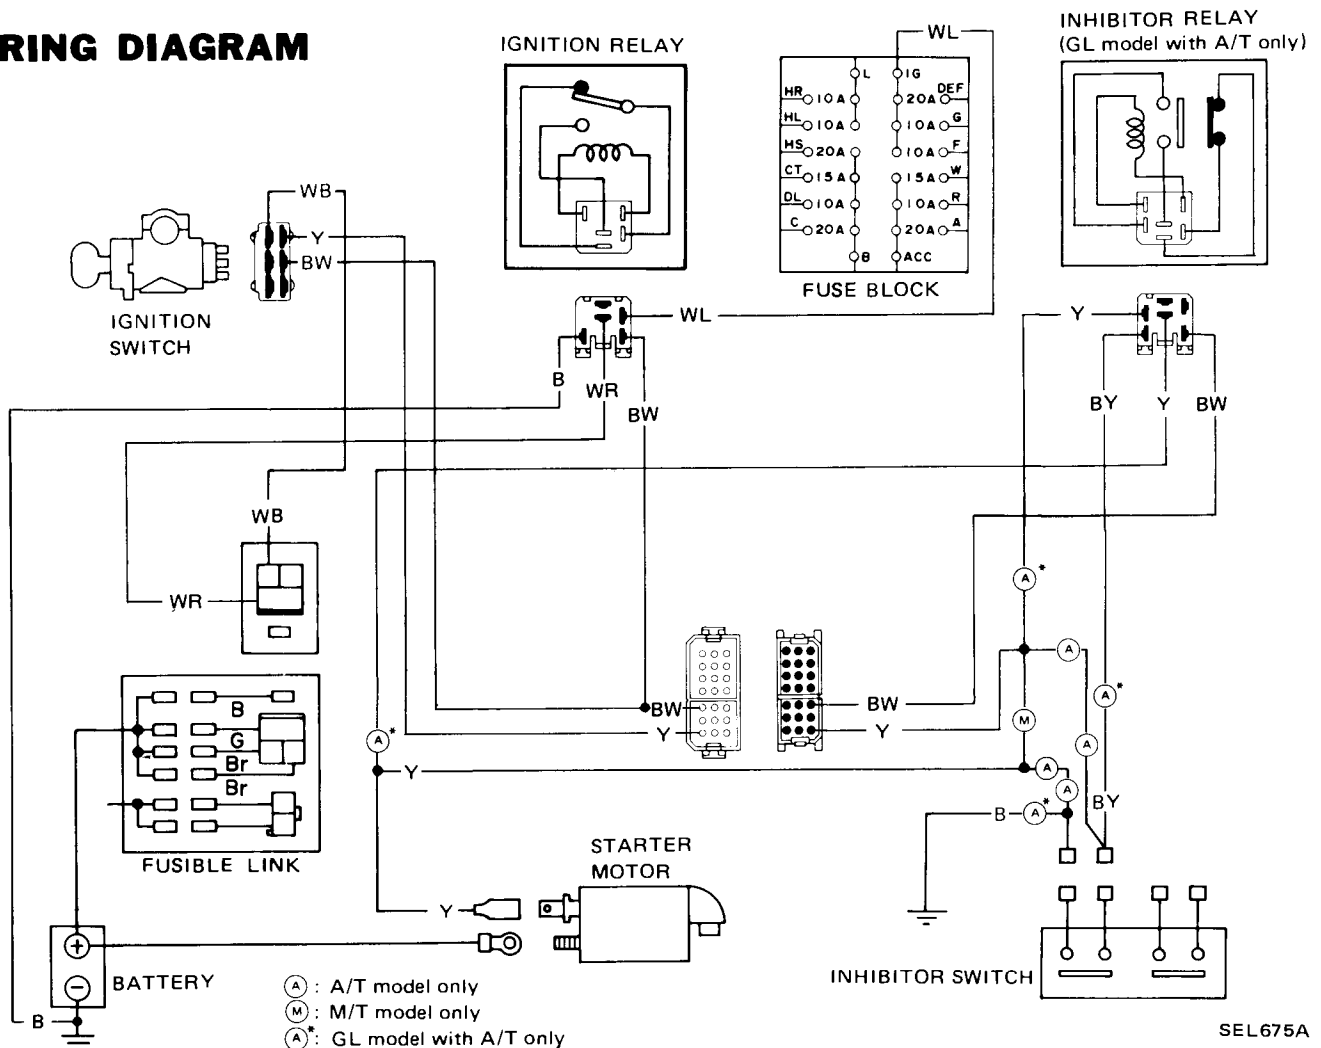 RING DIAGRAM
IGNITION RELAY
INHIBITOR RELAY
(GL model with A/T only)
WL
L
IG
HR
10A
20A
DEF
HL
10A
10A
G
HS
20A
10A
F
CT
15A
15A
W
DL
10A
10A
R
C
20A
20A
A
B
ACC
FUSE BLOCK
WB
Y
BW
IGNITION
SWITCH
WL
Y
B
WR
BW
BY
Y
BW
WB
WR
A*
A
A*
BW
Y
BW
Y
M
A*
A
Y
A
A
BY
B
A*
B
G
Br
Br
FUSIBLE LINK
STARTER
MOTOR
Y
+
BATTERY
−
B
INHIBITOR SWITCH
A : A/T model only
M : M/T model only
A* : GL model with A/T only
SEL675A